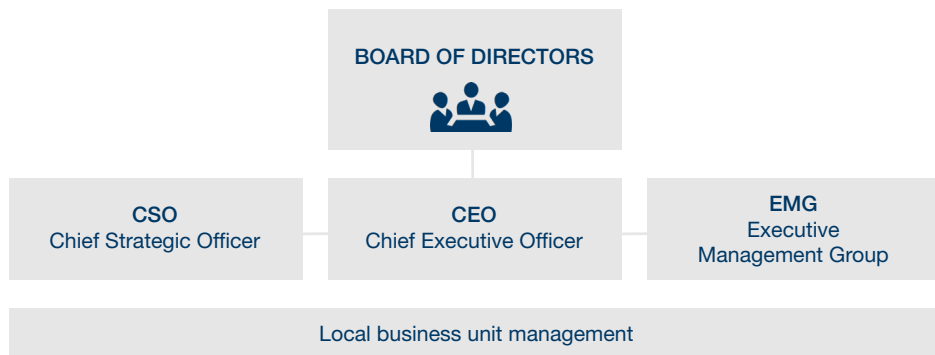 BOARD OF DIRECTORS
CSO
Chief Strategic Officer
CEO
Chief Executive Officer
EMG
Executive
Management Group
Local business unit management